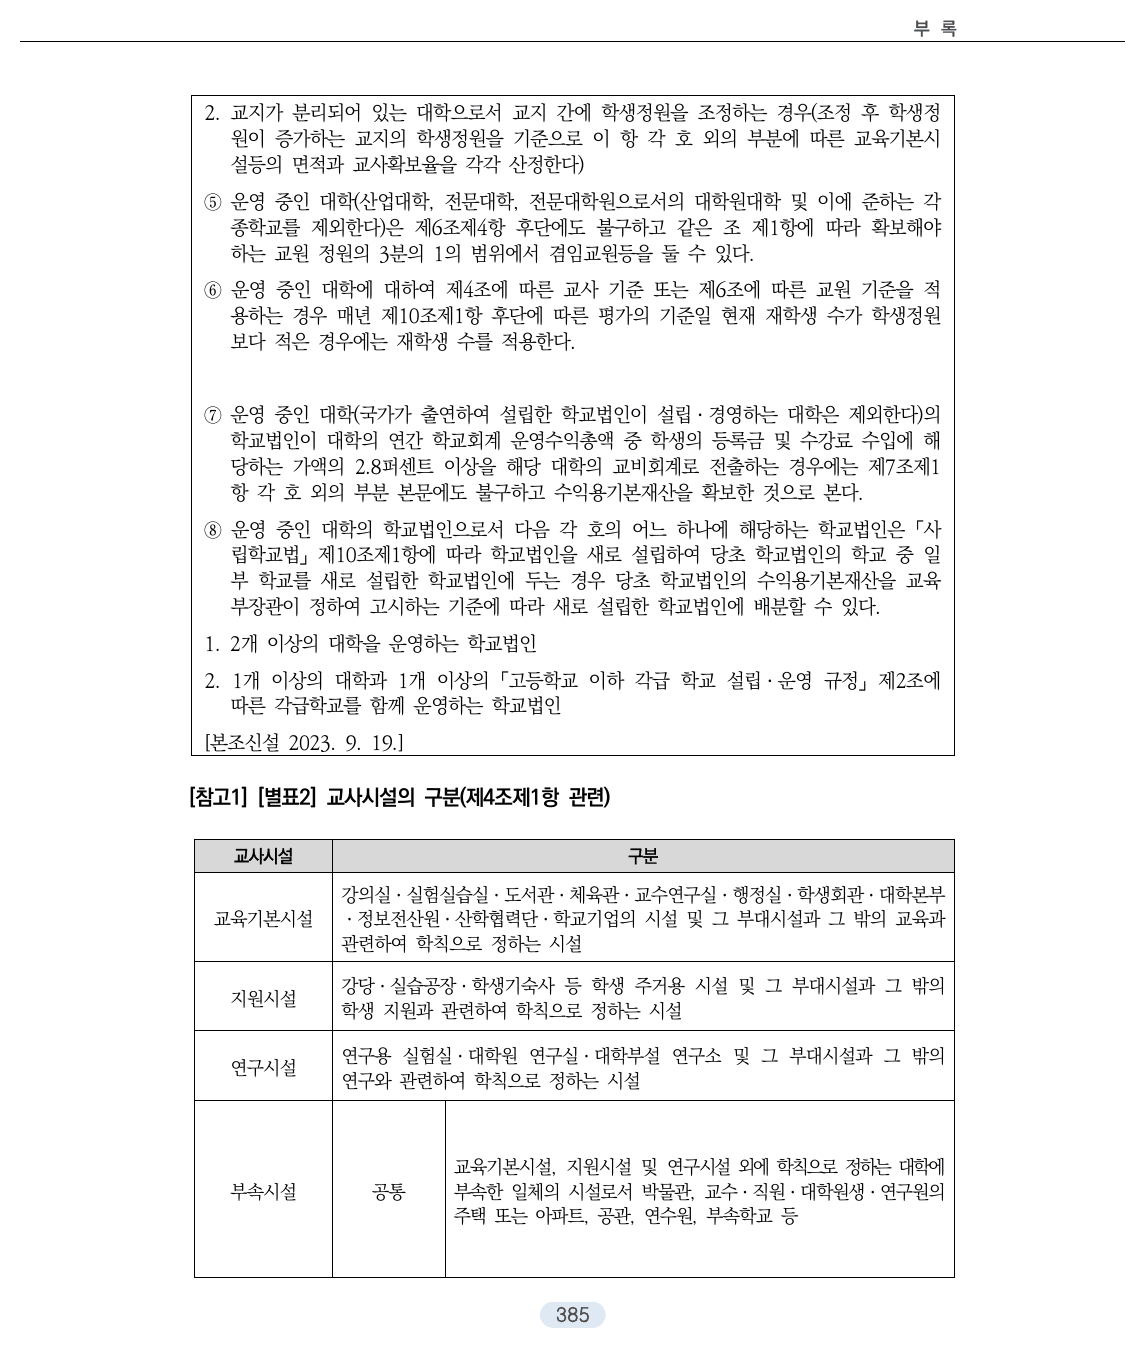 부 록
2. 교지가 분리되어 있는 대학으로서 교지 간에 학생정원을 조정하는 경우(조정 후 학생정
원이 증가하는 교지의 학생정원을 기준으로 이 항 각 호 외의 부분에 따른 교육기본시
설등의 면적과 교사확보율을 각각 산정한다)
⑤ 운영 중인 대학(산업대학, 전문대학, 전문대학원으로서의 대학원대학 및 이에 준하는 각
종학교를 제외한다)은 제6조제4항 후단에도 불구하고 같은 조 제1항에 따라 확보해야
하는 교원 정원의 3분의 1의 범위에서 겸임교원등을 둘 수 있다.
⑥ 운영 중인 대학에 대하여 제4조에 따른 교사 기준 또는 제6조에 따른 교원 기준을 적
용하는 경우 매년 제10조제1항 후단에 따른 평가의 기준일 현재 재학생 수가 학생정원
보다 적은 경우에는 재학생 수를 적용한다.
⑦ 운영 중인 대학(국가가 출연하여 설립한 학교법인이 설립·경영하는 대학은 제외한다)의
학교법인이 대학의 연간 학교회계 운영수익총액 중 학생의 등록금 및 수강료 수입에 해
당하는 가액의 2.8퍼센트 이상을 해당 대학의 교비회계로 전출하는 경우에는 제7조제1
항 각 호 외의 부분 본문에도 불구하고 수익용기본재산을 확보한 것으로 본다.
⑧ 운영 중인 대학의 학교법인으로서 다음 각 호의 어느 하나에 해당하는 학교법인은「사
립학교법」제10조제1항에 따라 학교법인을 새로 설립하여 당초 학교법인의 학교 중 일
부 학교를 새로 설립한 학교법인에 두는 경우 당초 학교법인의 수익용기본재산을 교육
부장관이 정하여 고시하는 기준에 따라 새로 설립한 학교법인에 배분할 수 있다.
1. 2개 이상의 대학을 운영하는 학교법인
2. 1개 이상의 대학과 1개 이상의「고등학교 이하 각급 학교 설립·운영 규정」제2조에
따른 각급학교를 함께 운영하는 학교법인
[본조신설 2023. 9. 19.]
[참고1] [별표2] 교사시설의 구분(제4조제1항 관련)
교사시설 구분
교육기본시설 강의실·실험실습실·도서관·체육관·교수연구실·행정실·학생회관·대학본부
·정보전산원·산학협력단·학교기업의 시설 및 그 부대시설과 그 밖의 교육과
관련하여 학칙으로 정하는 시설
지원시설 강당·실습공장·학생기숙사 등 학생 주거용 시설 및 그 부대시설과 그 밖의
학생 지원과 관련하여 학칙으로 정하는 시설
연구시설 연구용 실험실·대학원 연구실·대학부설 연구소 및 그 부대시설과 그 밖의
연구와 관련하여 학칙으로 정하는 시설
부속시설 공통 교육기본시설, 지원시설 및 연구시설 외에 학칙으로 정하는 대학에
부속한 일체의 시설로서 박물관, 교수·직원·대학원생·연구원의
주택 또는 아파트, 공관, 연수원, 부속학교 등
385